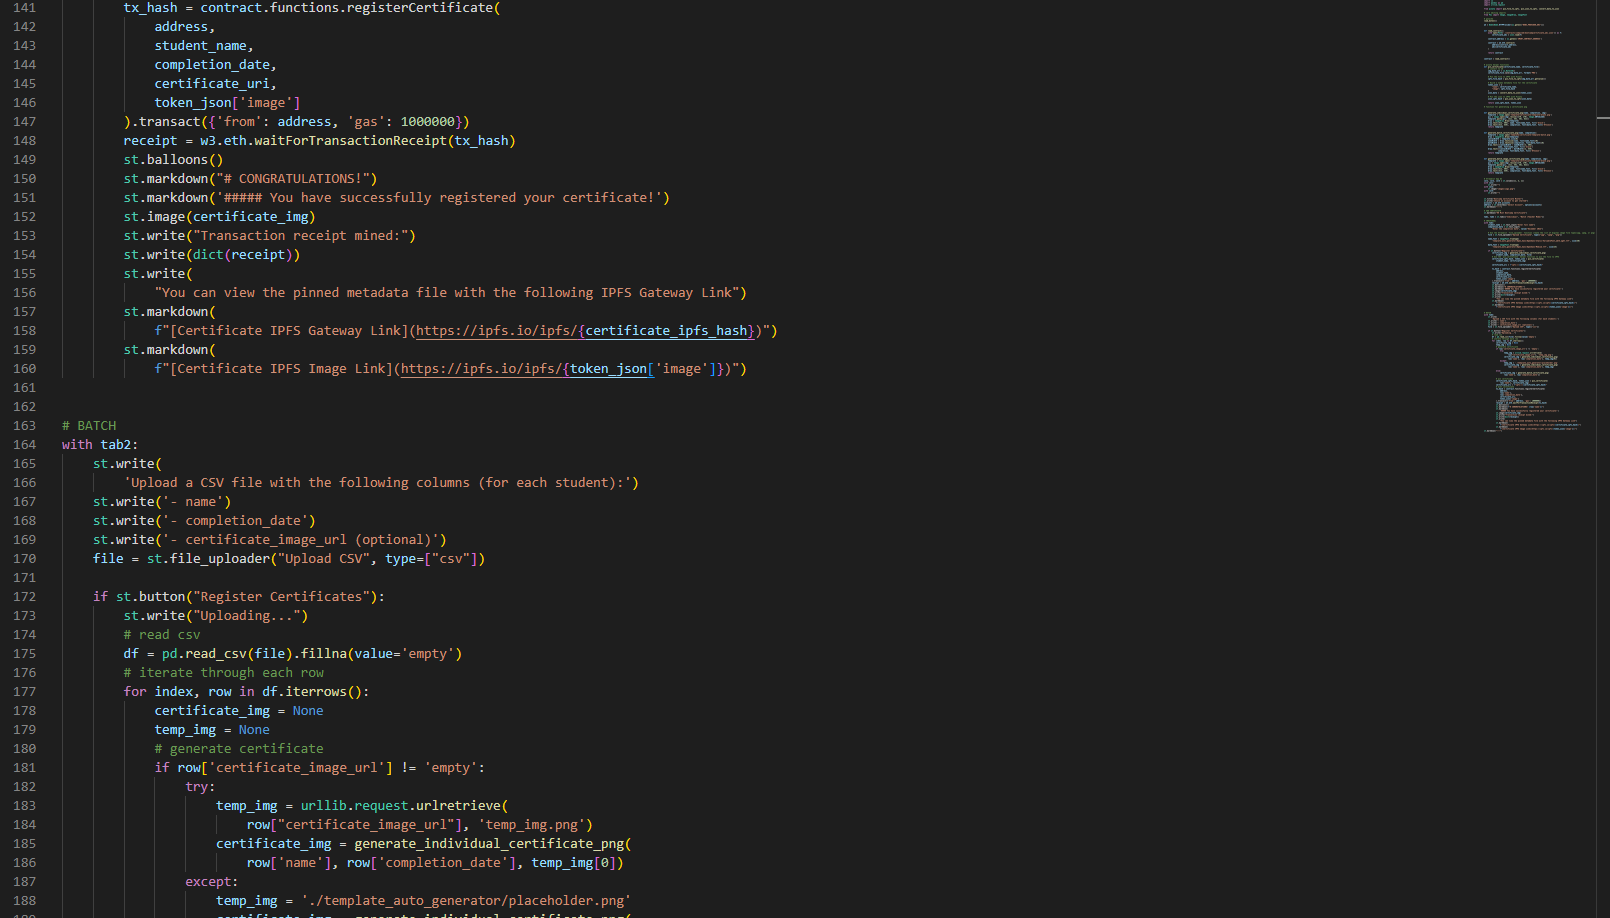 141 tx_hash = contract.functions.registerCertificate(
142 address,
143 student_name,
144 completion_date,
145 certificate_uri,
146 token_json['image']
147 ).transact({'from': address, 'gas': 1000000})
148 receipt = w3.eth.waitForTransactionReceipt(tx_hash)
149 st.balloons()
150 st.markdown("# CONGRATULATIONS!")
151 st.markdown('##### You have successfully registered your certificate!')
152 st.image(certificate_img)
153 st.write("Transaction receipt mined:")
154 st.write(dict(receipt))
155 st.write(
156 "You can view the pinned metadata file with the following IPFS Gateway Link")
157 st.markdown(
158 f"[Certificate IPFS Gateway Link](https://ipfs.io/ipfs/{certificate_ipfs_hash})")
159 st.markdown(
160 f"[Certificate IPFS Image Link](https://ipfs.io/ipfs/{token_json['image']})")
161
162
163 # BATCH
164 with tab2:
165 st.write(
166 'Upload a CSV file with the following columns (for each student):')
167 st.write('- name')
168 st.write('- completion_date')
169 st.write('- certificate_image_url (optional)')
170 file = st.file_uploader("Upload CSV", type=["csv"])
171
172 if st.button("Register Certificates"):
173 st.write("Uploading...")
174 # read csv
175 df = pd.read_csv(file).fillna(value='empty')
176 # iterate through each row
177 for index, row in df.iterrows():
178 certificate_img = None
179 temp_img = None
180 # generate certificate
181 if row['certificate_image_url'] != 'empty':
182 try:
183 temp_img = urllib.request.urlretrieve(
184 row["certificate_image_url"], 'temp_img.png')
185 certificate_img = generate_individual_certificate_png(
186 row['name'], row['completion_date'], temp_img[0])
187 except:
188 temp_img = './template_auto_generator/placeholder.png'
189 certificate_img = generate_individual_certificate_png(